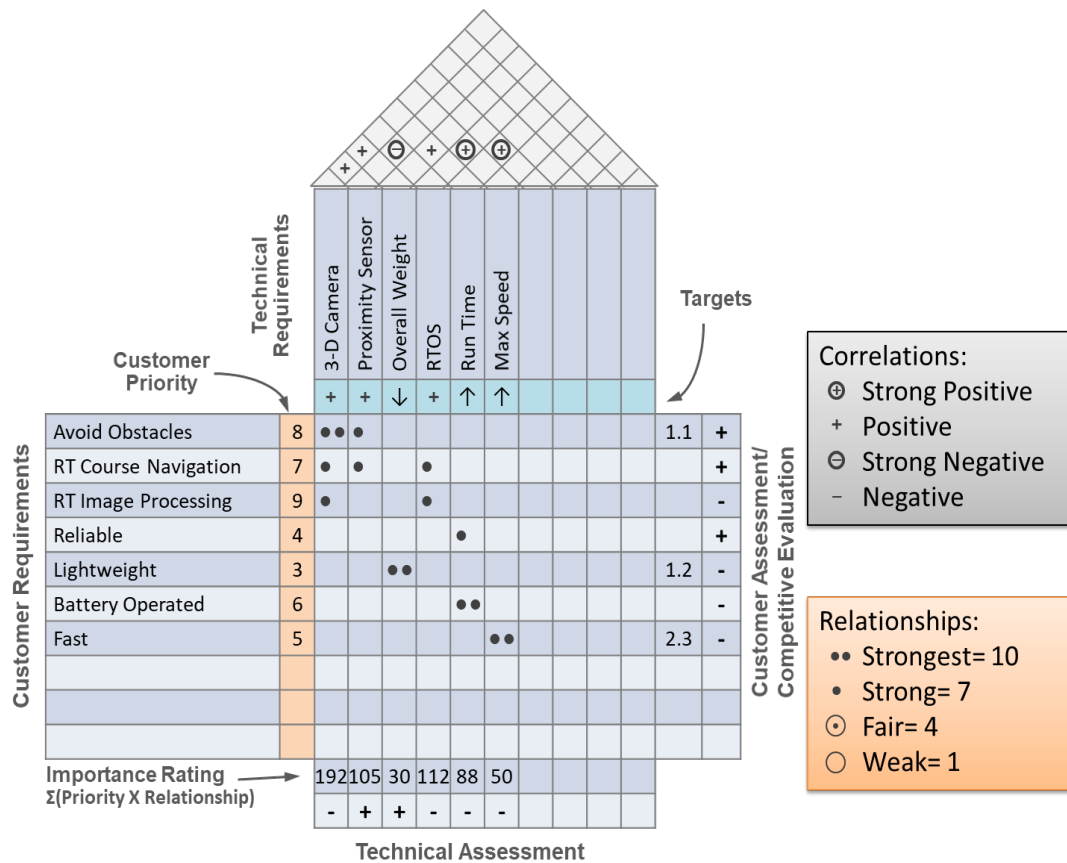 + + ⊖ + ⊕ ⊕
+
Technical
Requirements
3-D Camera
Proximity Sensor
Overall Weight
RTOS
Run Time
Max Speed
Targets
Customer
Priority
+ + ↓ + ↑ ↑
Customer Requirements
Avoid Obstacles 8 •• • 1.1 +
RT Course Navigation 7 • • • +
RT Image Processing 9 • • -
Reliable 4 • +
Lightweight 3 •• 1.2 -
Battery Operated 6 •• -
Fast 5 •• 2.3 -
Customer Assessment/
Competitive Evaluation
Importance Rating
Σ(Priority X Relationship)
192 105 30 112 88 50
- + + - - -
Technical Assessment
Correlations:
⊕ Strong Positive
+ Positive
⊖ Strong Negative
− Negative
Relationships:
•• Strongest= 10
• Strong= 7
⊙ Fair= 4
○ Weak= 1